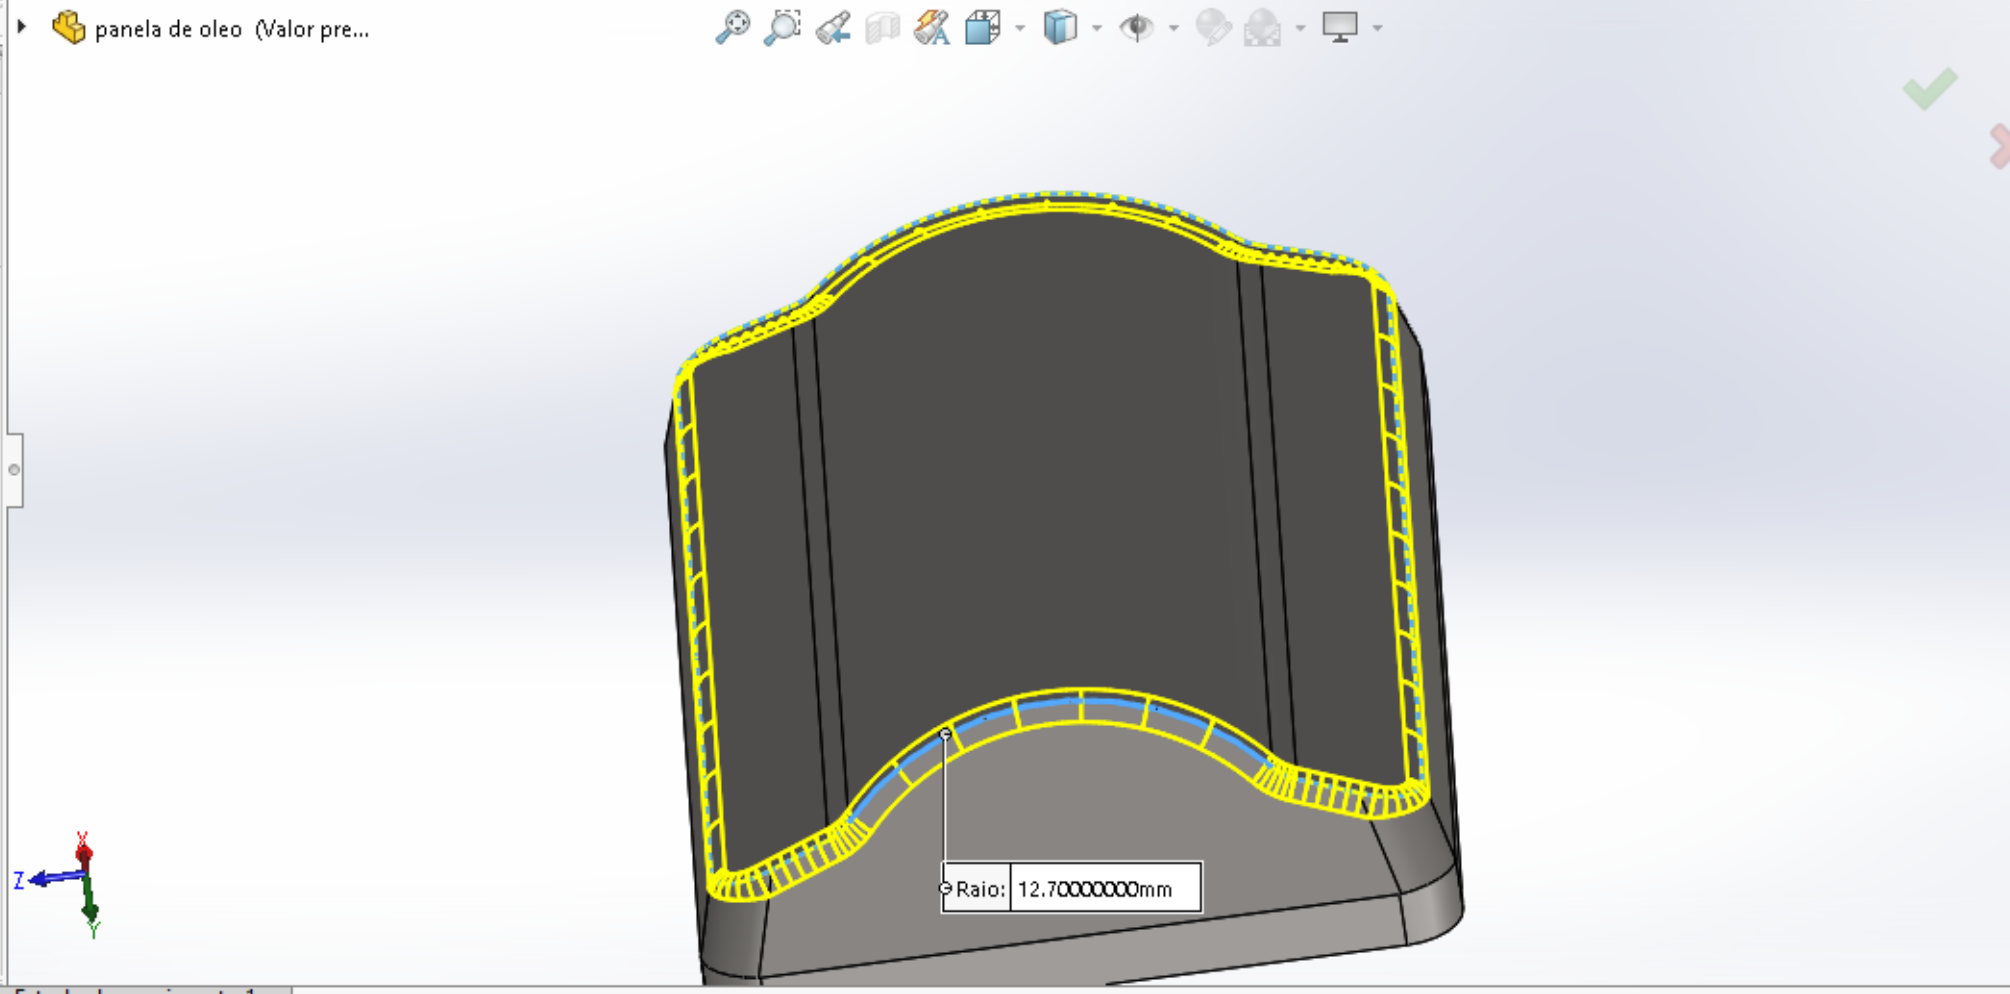 panela de oleo (Valor pre...
X
Z
Y
Raio: 12.70000000mm